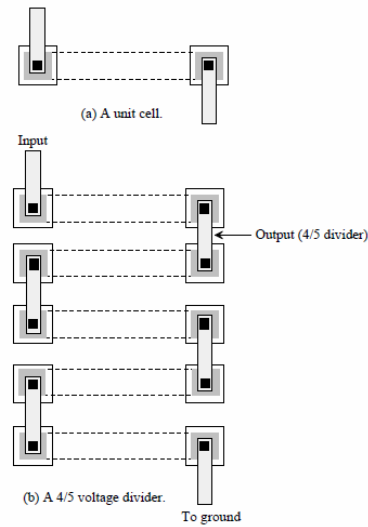 (a) A unit cell.
Input
Output (4/5 divider)
(b) A 4/5 voltage divider.
To ground